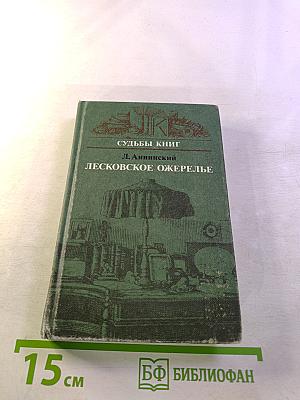 СУДЬБЫ КНИГ
Л. Аннинский
ЛЕСКОВСКОЕ ОЖЕРЕЛЬЕ
15 см
БФ БИБЛИОФАН